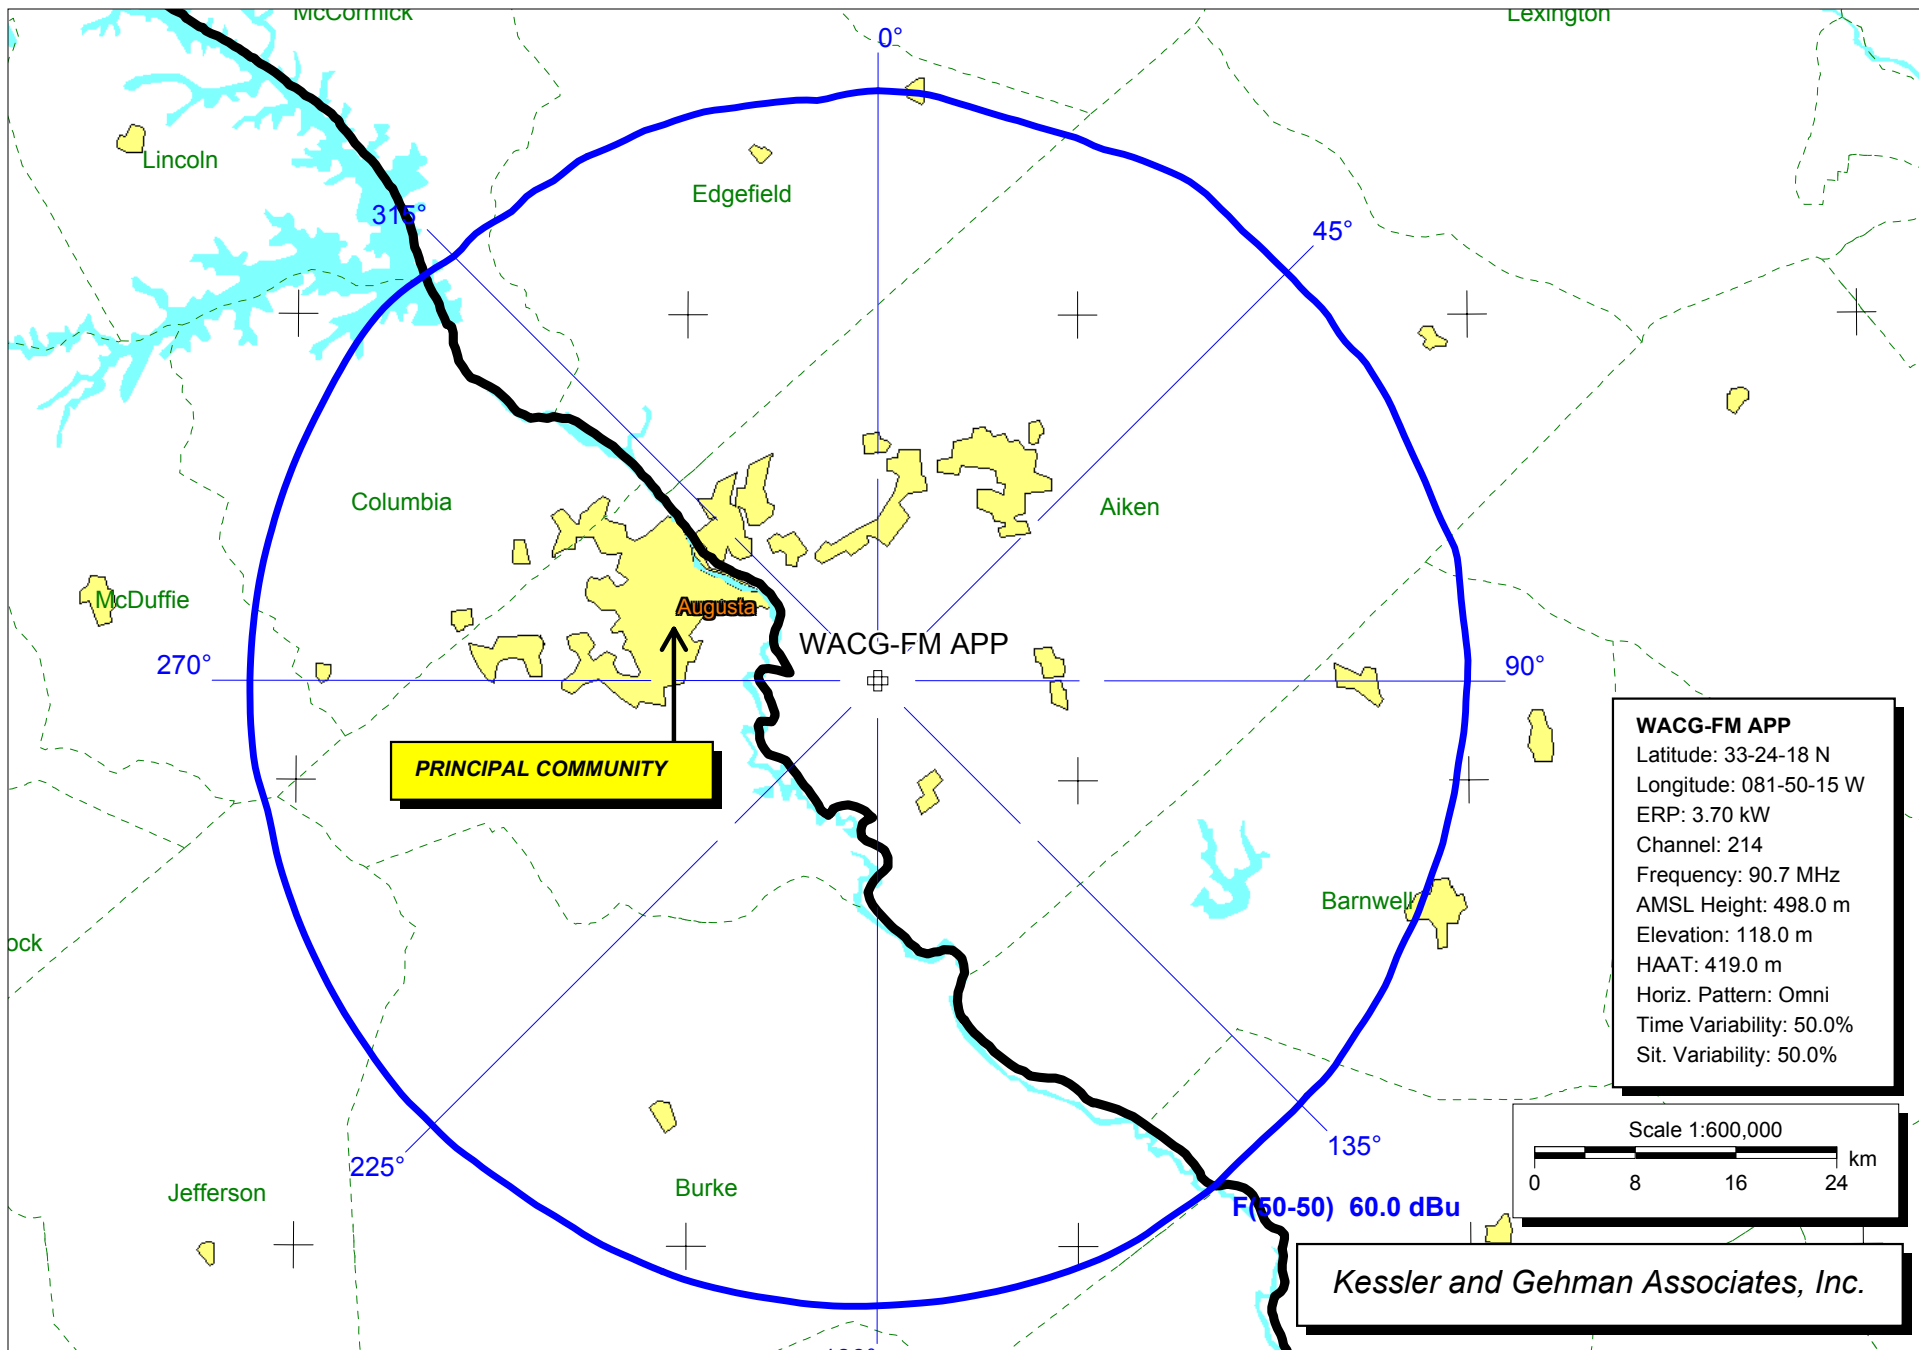 McCormick
Lexington
0°
Lincoln
Edgefield
315°
45°
Columbia
Aiken
McDuffie
Augusta
WACG-FM APP
270°
90°
PRINCIPAL COMMUNITY
WACG-FM APP
Latitude: 33-24-18 N
Longitude: 081-50-15 W
ERP: 3.70 kW
Channel: 214
Frequency: 90.7 MHz
AMSL Height: 498.0 m
Elevation: 118.0 m
HAAT: 419.0 m
Horiz. Pattern: Omni
Time Variability: 50.0%
Sit. Variability: 50.0%
Barnwell
ock
Scale 1:600,000
km
0 8 16 24
135°
225°
Jefferson
Burke
F(50-50) 60.0 dBu
Kessler and Gehman Associates, Inc.